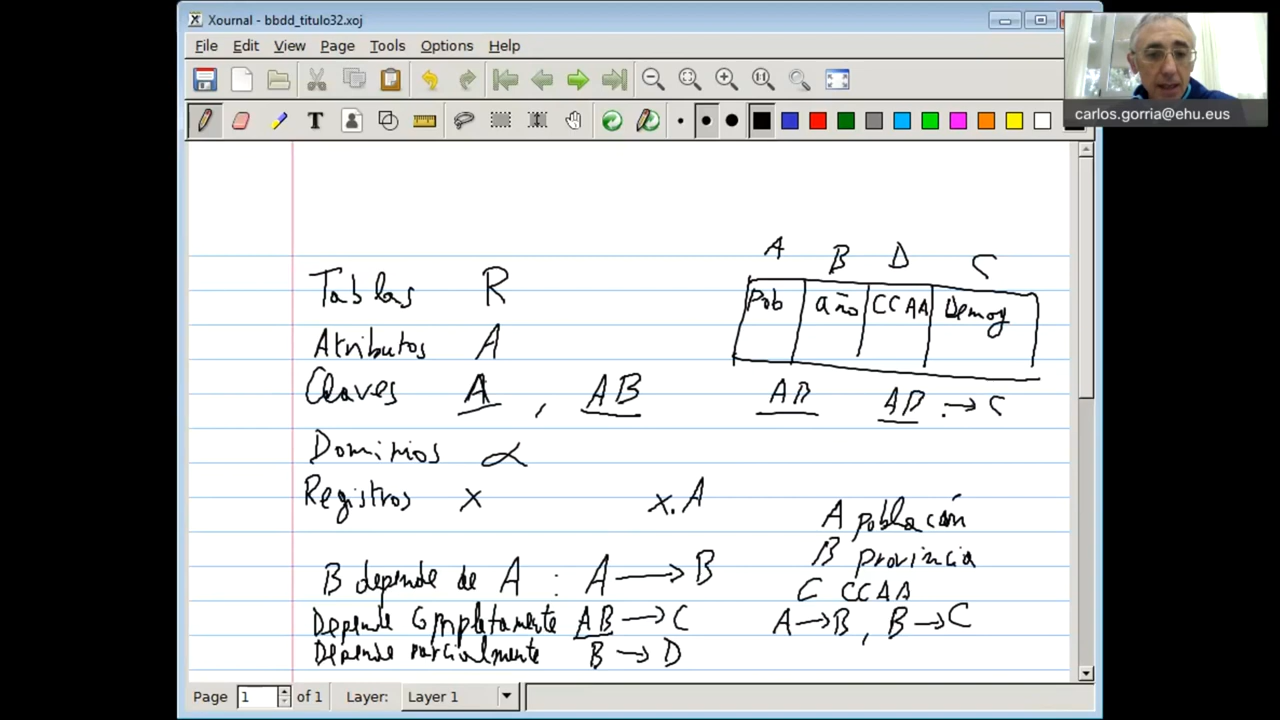 Xournal - bbdd_titulo32.xoj
File Edit View Page Tools Options Help
carlos.gorria@ehu.eus
A B D C
Pob año CCAA Demog
AB AB → C
Tablas R
Atributos A
Claves A , AB
Dominios α
Registros x x.A
A población
B provincia
C CCAA
A → B , B → C
B depende de A : A → B
Depende Completamente AB → C
Depende parcialmente B → D
Page 1 of 1 Layer: Layer 1